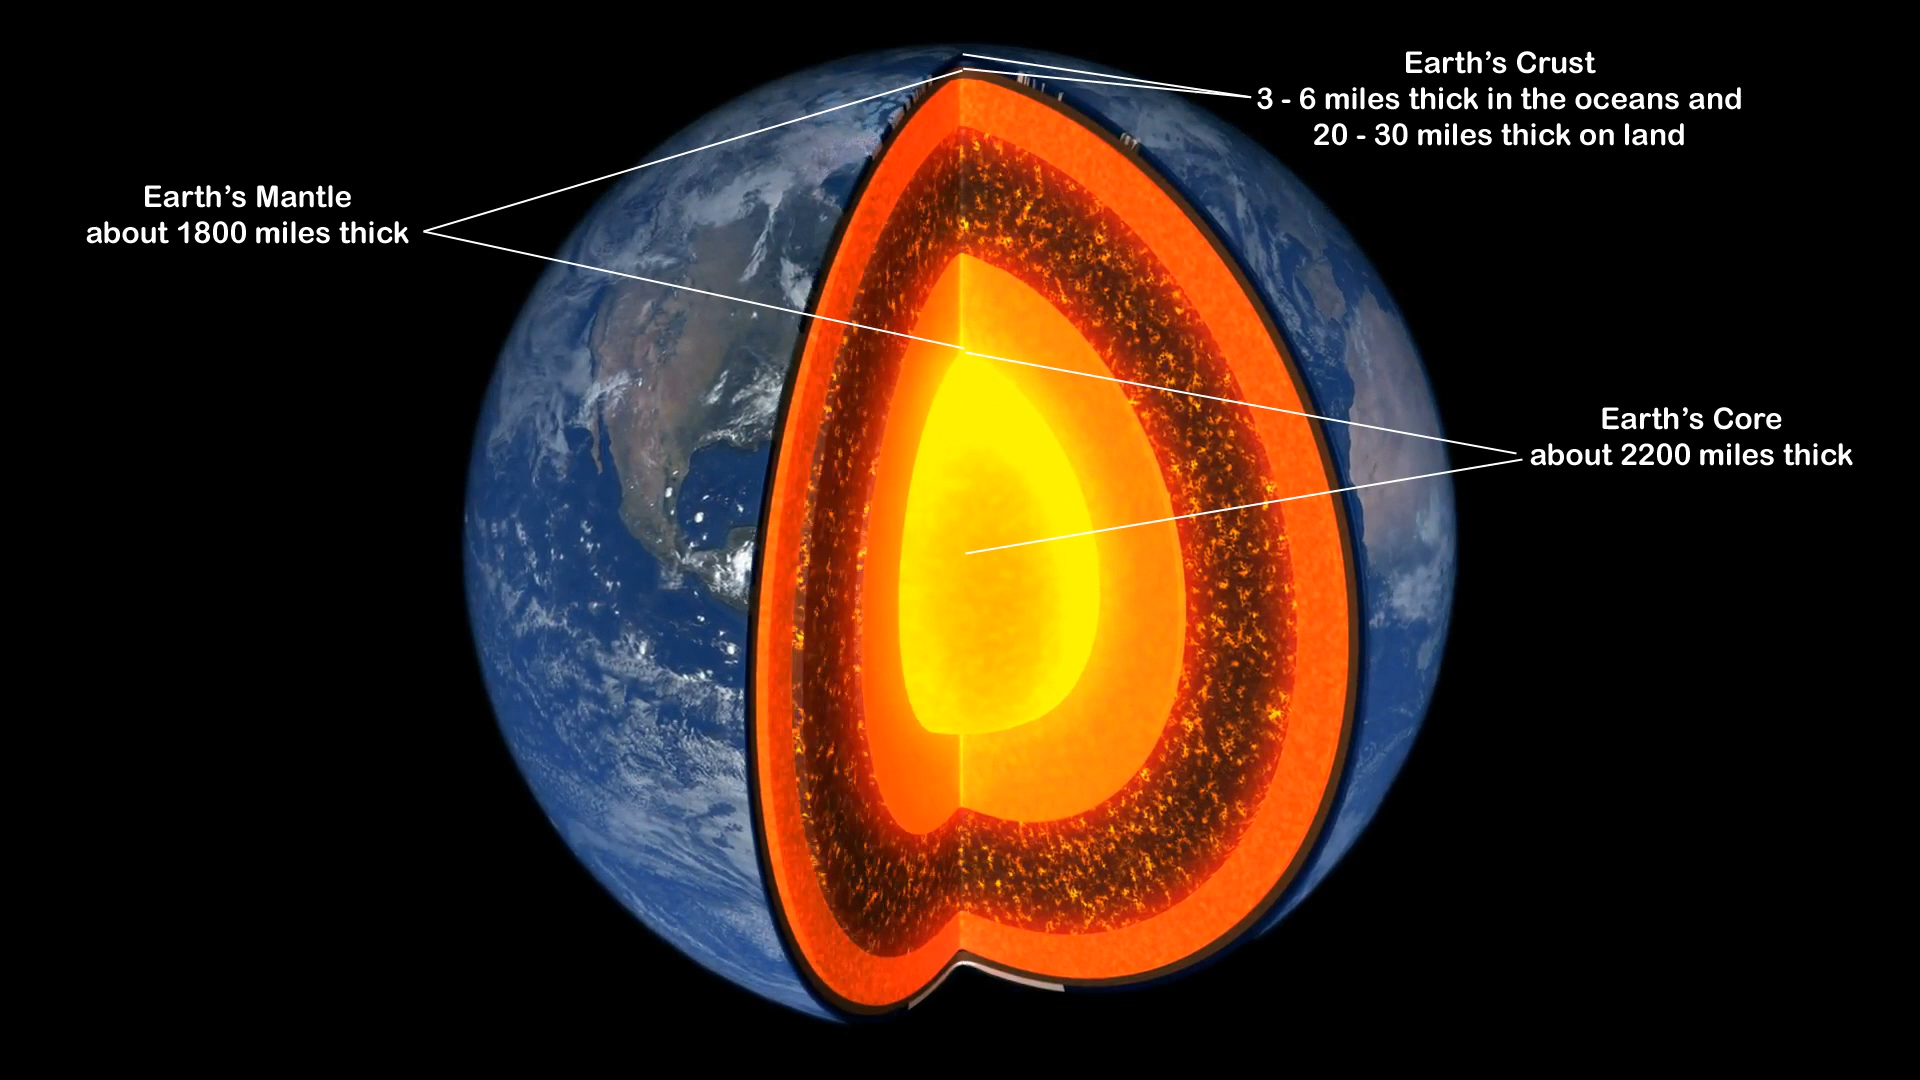 Earth’s Crust
3 - 6 miles thick in the oceans and
20 - 30 miles thick on land
Earth’s Mantle
about 1800 miles thick
Earth’s Core
about 2200 miles thick